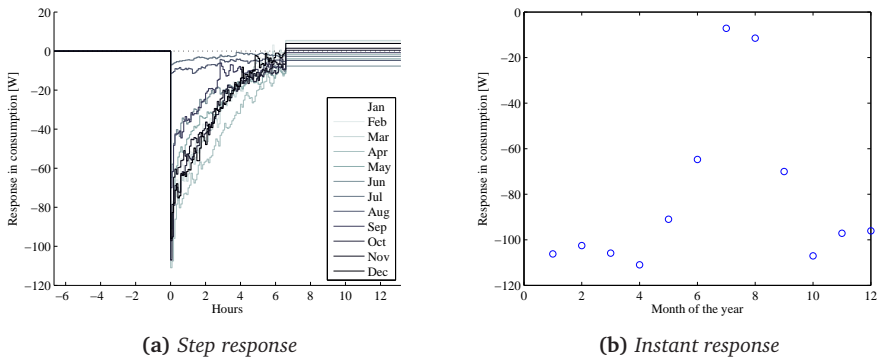 20
0
−20
−40
−60
−80
−100
−120
Response in consumption [W]
−6 −4 −2 0 2 4 6 8 10 12
Hours
Jan
Feb
Mar
Apr
May
Jun
Jul
Aug
Sep
Oct
Nov
Dec
(a) Step response
0
−20
−40
−60
−80
−100
−120
Response in consumption [W]
0 2 4 6 8 10 12
Month of the year
(b) Instant response